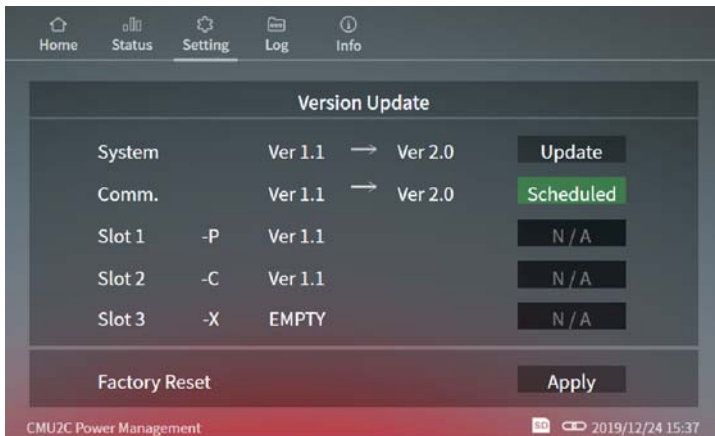 Home Status Setting Log Info
Version Update
System Ver 1.1 → Ver 2.0 Update
Comm. Ver 1.1 → Ver 2.0 Scheduled
Slot 1 -P Ver 1.1 N / A
Slot 2 -C Ver 1.1 N / A
Slot 3 -X EMPTY N / A
Factory Reset Apply
CMU2C Power Management SD 2019/12/24 15:37